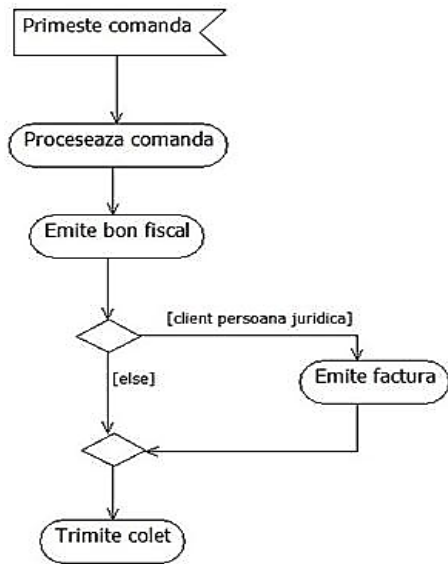 Primeste comanda
Proceseaza comanda
Emite bon fiscal
[client persoana juridica]
[else]
Emite factura
Trimite colet